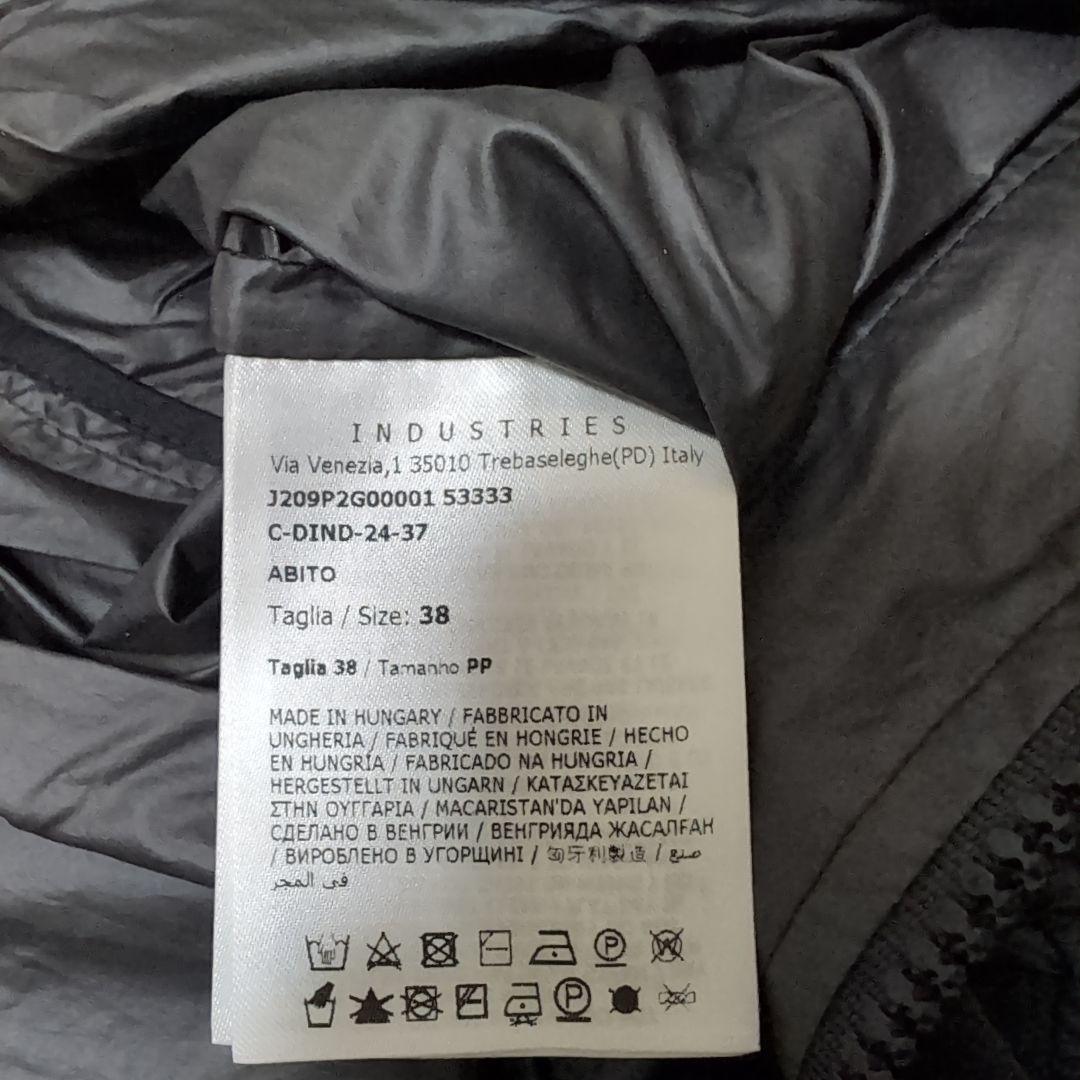 INDUSTRIES
Via Venezia,1 35010 Trebaseleghe(PD) Italy
J209P2G00001 53333
C-DIND-24-37
ABITO
Taglia / Size: 38
Taglia 38 / Tamanho PP
MADE IN HUNGARY / FABBRICATO IN
UNGHERIA / FABRIQUÉ EN HONGRIE / HECHO
EN HUNGRÍA / FABRICADO NA HUNGRIA /
HERGESTELLT IN UNGARN / ΚΑΤΑΣΚΕΥΑΖΕΤΑΙ
ΣΤΗΝ ΟΥΓΓΑΡΙΑ / MACARISTAN'DA YAPILAN /
СДЕЛАНО В ВЕНГРИИ / ВЕНГРИЯДА ЖАСАЛҒАН
/ ВИРОБЛЕНО В УГОРЩИНІ / 匈牙利製造 / صنع
في المجر